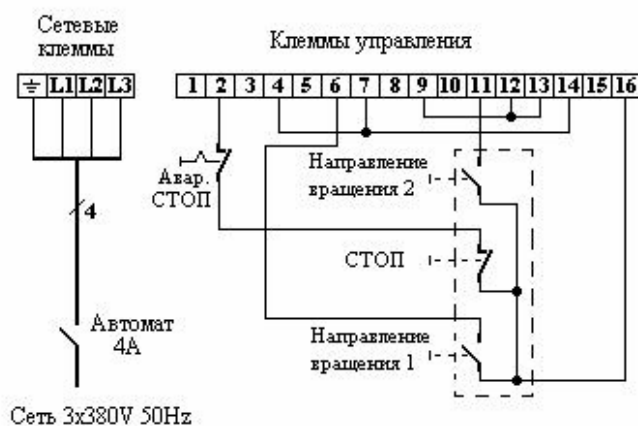 Сетевые
клеммы
Клеммы управления
⏚ L1 L2 L3
1 2 3 4 5 6 7 8 9 10 11 12 13 14 15 16
Авар.
СТОП
Направление
вращения 2
4
СТОП
Автомат
4А
Направление
вращения 1
Сеть 3x380V 50Hz